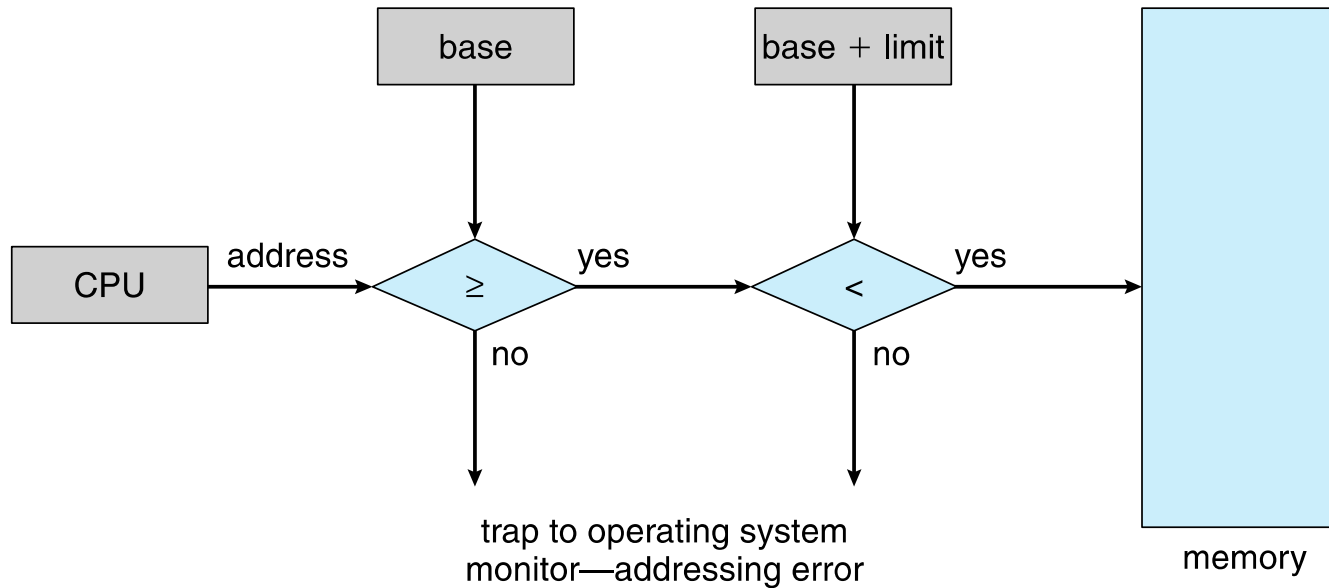 base
base + limit
CPU
address
≥
yes
<
yes
no
no
trap to operating system
monitor—addressing error
memory